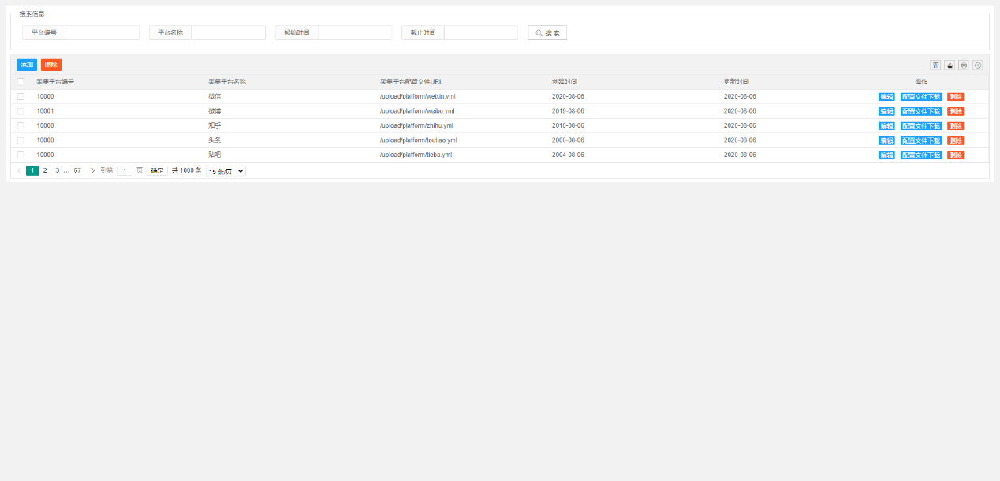 搜索信息
平台编号 平台名称 起始时间 截止时间 搜 索
添加 删除
采集平台编号 采集平台名称 采集平台配置文件URL 创建时间 更新时间 操作
10000 微信 /upload/platform/weixin.yml 2020-08-06 2020-08-06 编辑 配置文件下载 删除
10001 微博 /upload/platform/weibo.yml 2019-08-06 2020-08-06 编辑 配置文件下载 删除
10000 知乎 /upload/platform/zhihu.yml 2010-08-06 2020-08-06 编辑 配置文件下载 删除
10000 头条 /upload/platform/toutiao.yml 2000-08-06 2020-08-06 编辑 配置文件下载 删除
10000 贴吧 /upload/platform/tieba.yml 2004-08-06 2020-08-06 编辑 配置文件下载 删除
1 2 3 … 67 到第 1 页 确定 共 1000 条 15 条/页